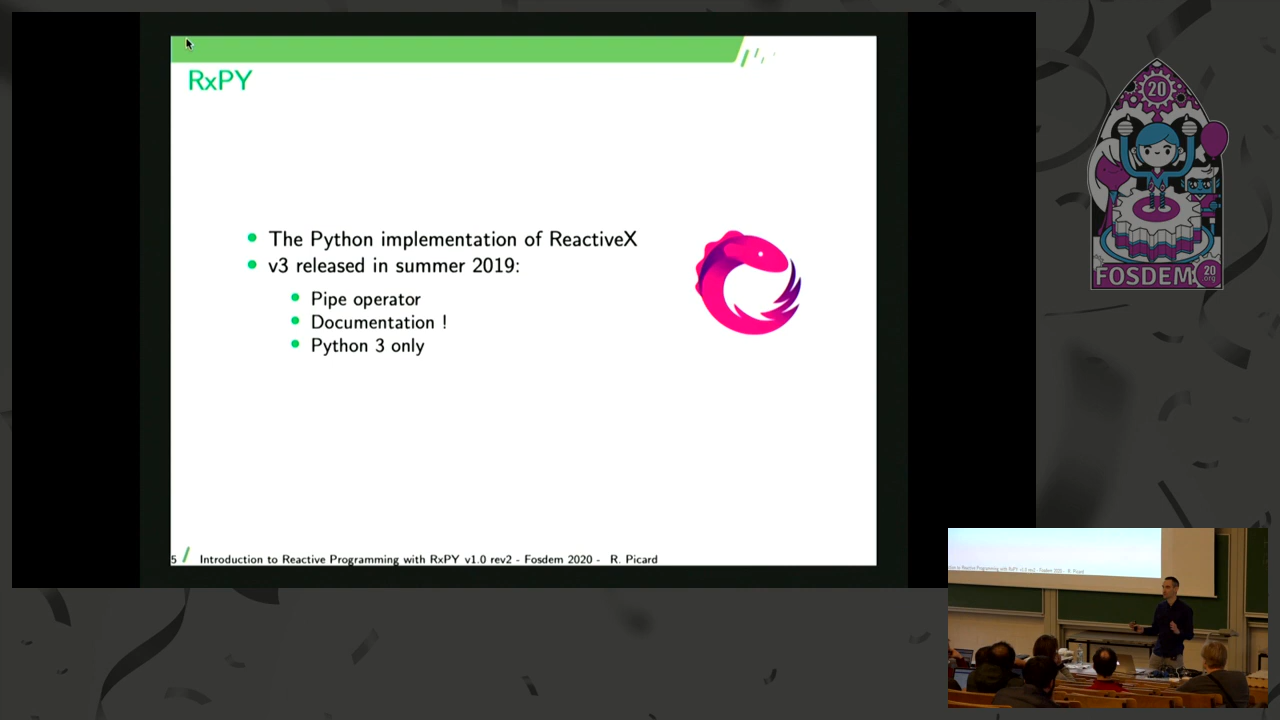 RxPY
The Python implementation of ReactiveX
v3 released in summer 2019:
Pipe operator
Documentation !
Python 3 only
5 Introduction to Reactive Programming with RxPY v1.0 rev2 - Fosdem 2020 - R. Picard
20
FOSDEM
20
org